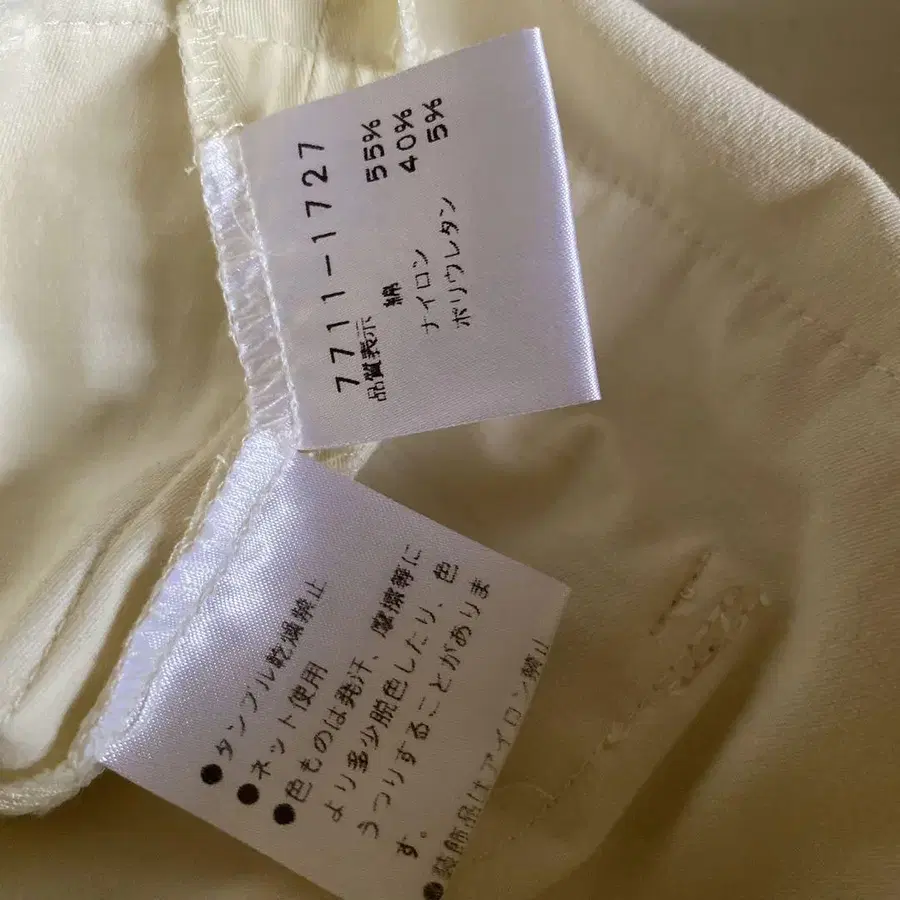 7711-1727
品質表示
綿 55%
ナイロン 40%
ポリウレタン 5%
●タンブル乾燥禁止
●ネット使用
●色ものは発汗、摩擦等に
より多少脱色したり、色
うつりすることがありま
す。
●装飾品はアイロン禁止